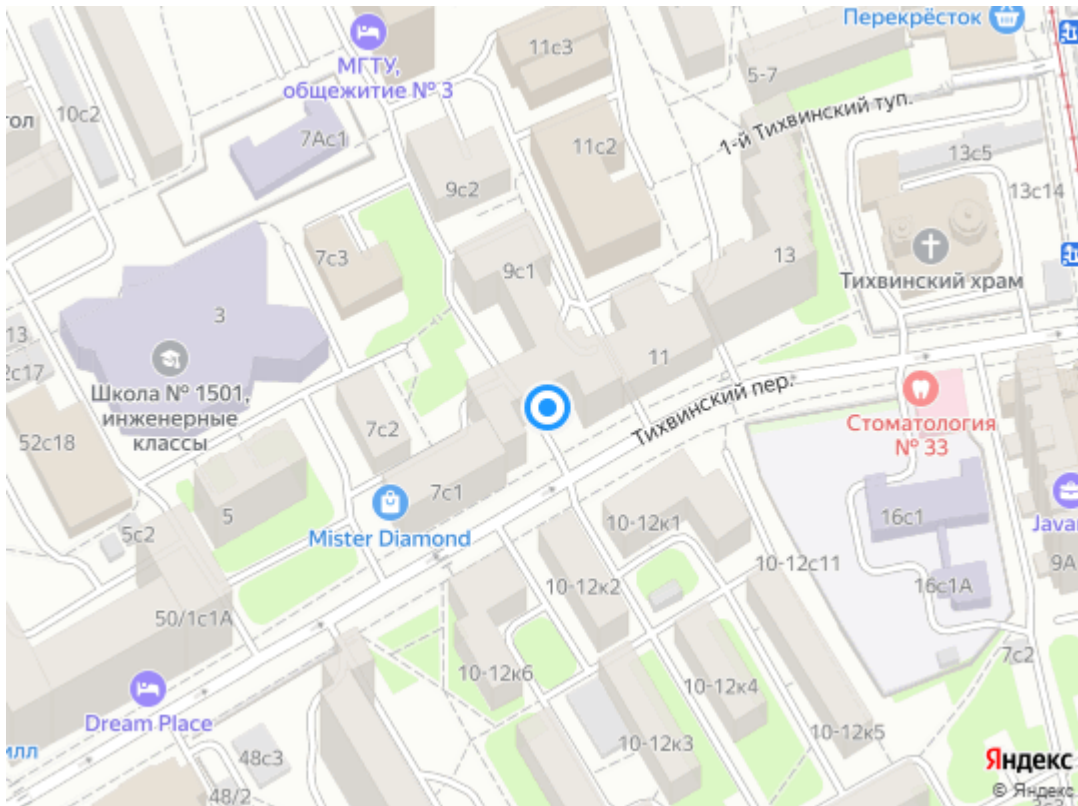 Перекрёсток
11с3
МГТУ,
общежитие № 3
5-7
10с2
7Ас1
1-й Тихвинский туп.
11с2
13с5
9с2
13с14
7с3
9с1
13
Тихвинский храм
3
13
2с17
11
Школа № 1501,
инженерные
классы
Тихвинский пер.
Стоматология
№ 33
7с2
52с18
7с1
5
16с1
Mister Diamond
10-12к1
5с2
9А
10-12с11
10-12к2
16с1А
50/1с1А
7с2
10-12к6
10-12к4
Dream Place
10-12к5
10-12к3
48с3
Яндекс
48/2
© Яндекс